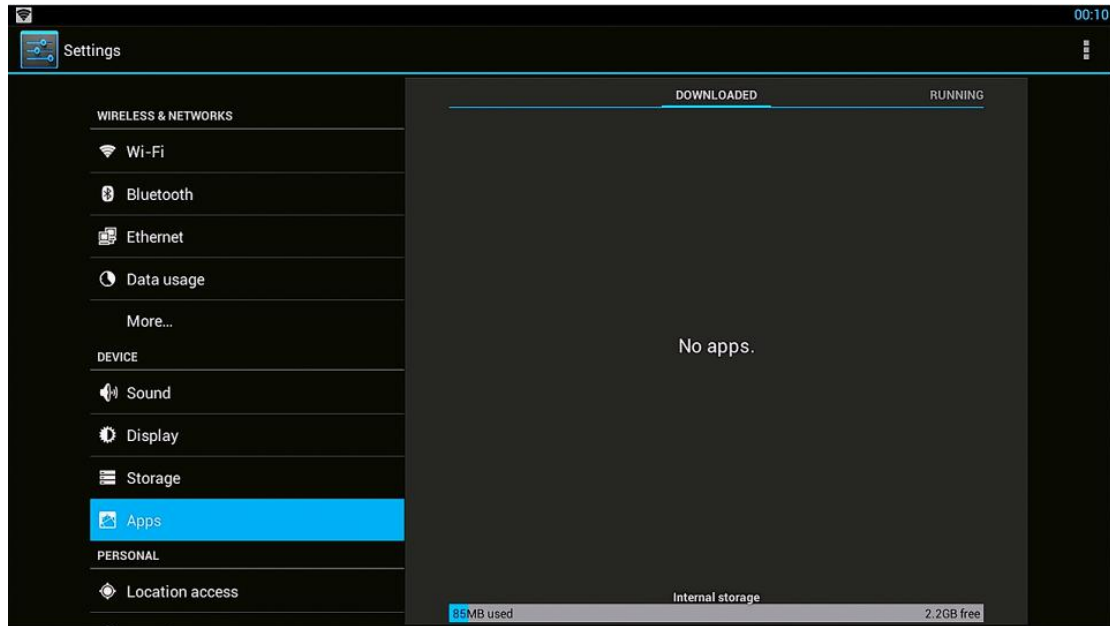 00:10
Settings
WIRELESS & NETWORKS
Wi-Fi
Bluetooth
Ethernet
Data usage
More...
DEVICE
Sound
Display
Storage
Apps
PERSONAL
Location access
DOWNLOADED
RUNNING
No apps.
Internal storage
85MB used
2.2GB free